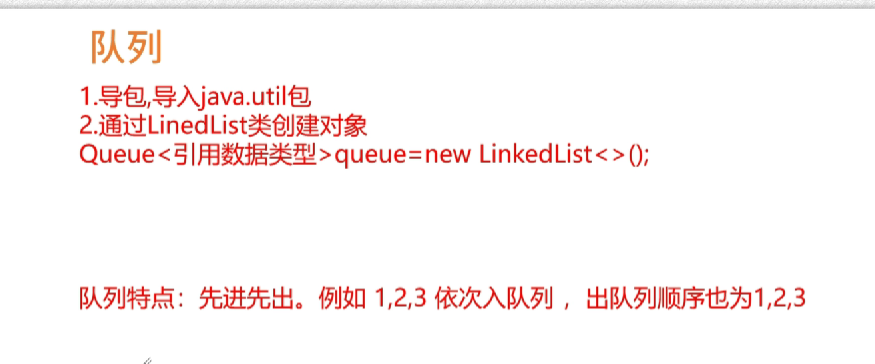 队列
1.导包,导入java.util包
2.通过LinedList类创建对象
Queue<引用数据类型>queue=new LinkedList<>();
队列特点：先进先出。例如 1,2,3 依次入队列 ，出队列顺序也为1,2,3